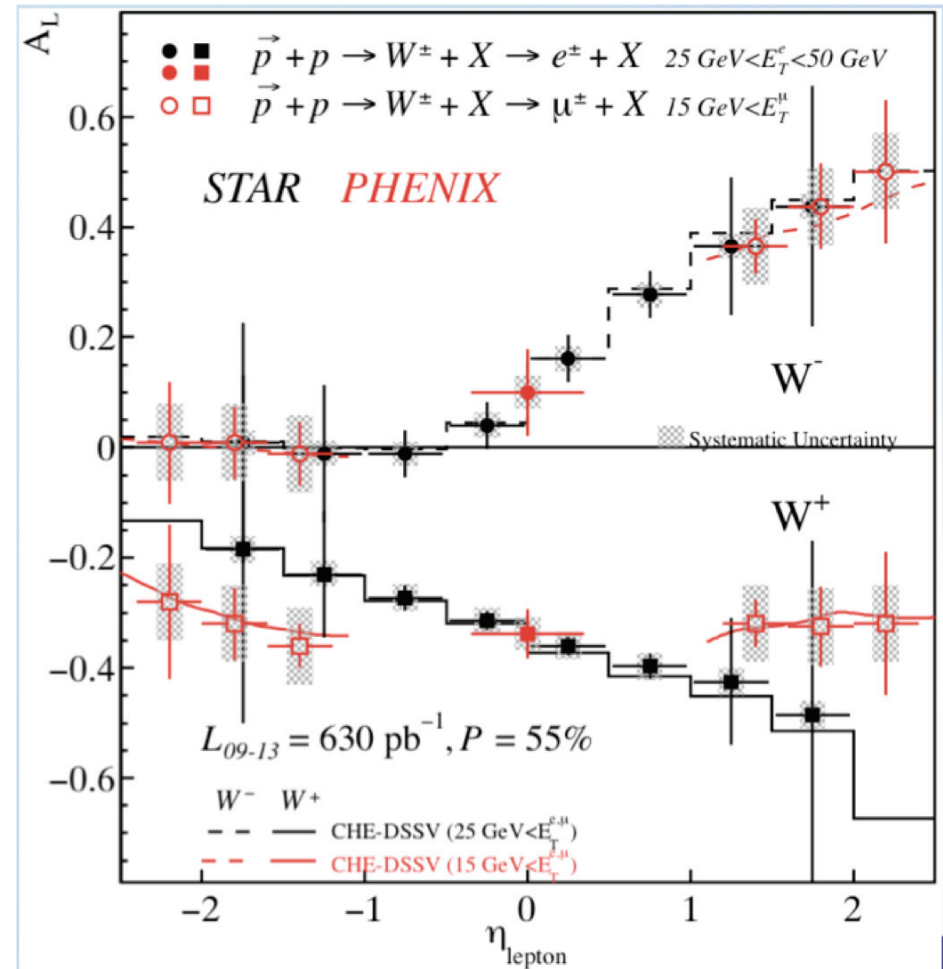 A_L
p⃗ + p → W^± + X → e^± + X 25 GeV<E_T^e<50 GeV
p⃗ + p → W^± + X → μ^± + X 15 GeV<E_T^μ
STAR PHENIX
0.6
0.4
0.2
W^-
0
Systematic Uncertainty
W^+
−0.2
−0.4
L_09-13 = 630 pb^−1, P = 55%
−0.6
W^− W^+
CHE-DSSV (25 GeV<E_T^e,μ)
CHE-DSSV (15 GeV<E_T^e,μ)
−2 −1 0 1 2
η_lepton